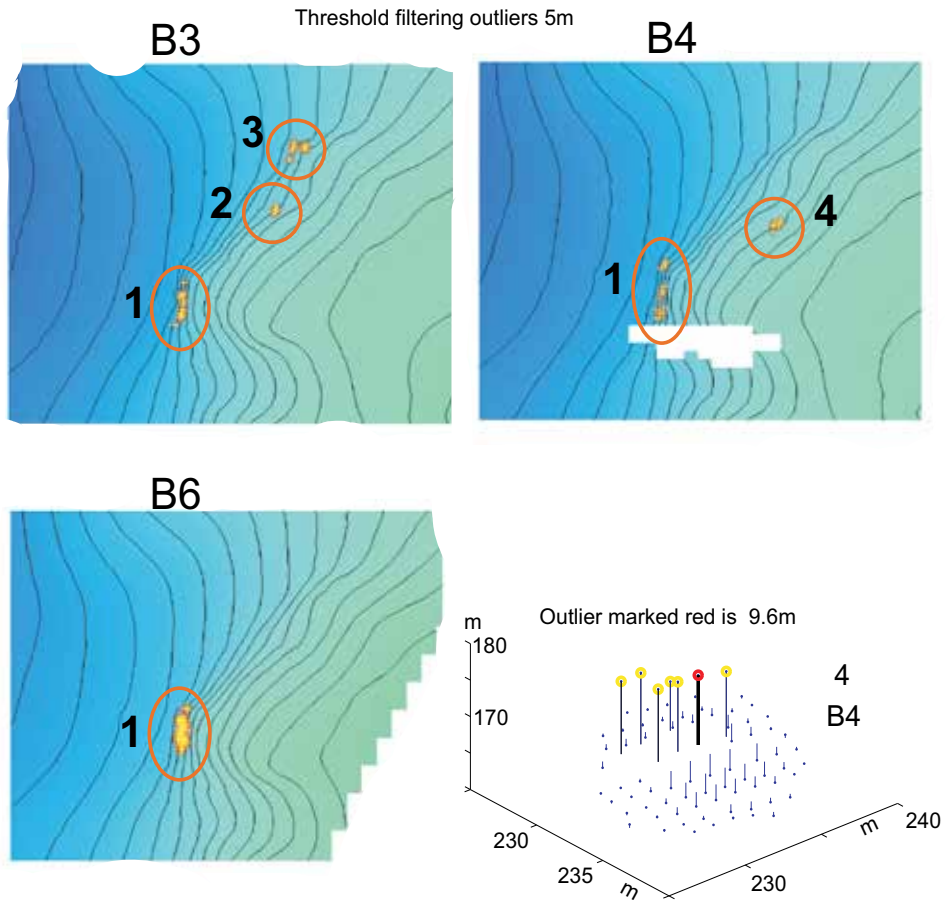 Threshold filtering outliers 5m
B3
B4
3
2
4
1
1
B6
1
Outlier marked red is 9.6m
m
180
170
4
B4
230
235
m
230
m
240